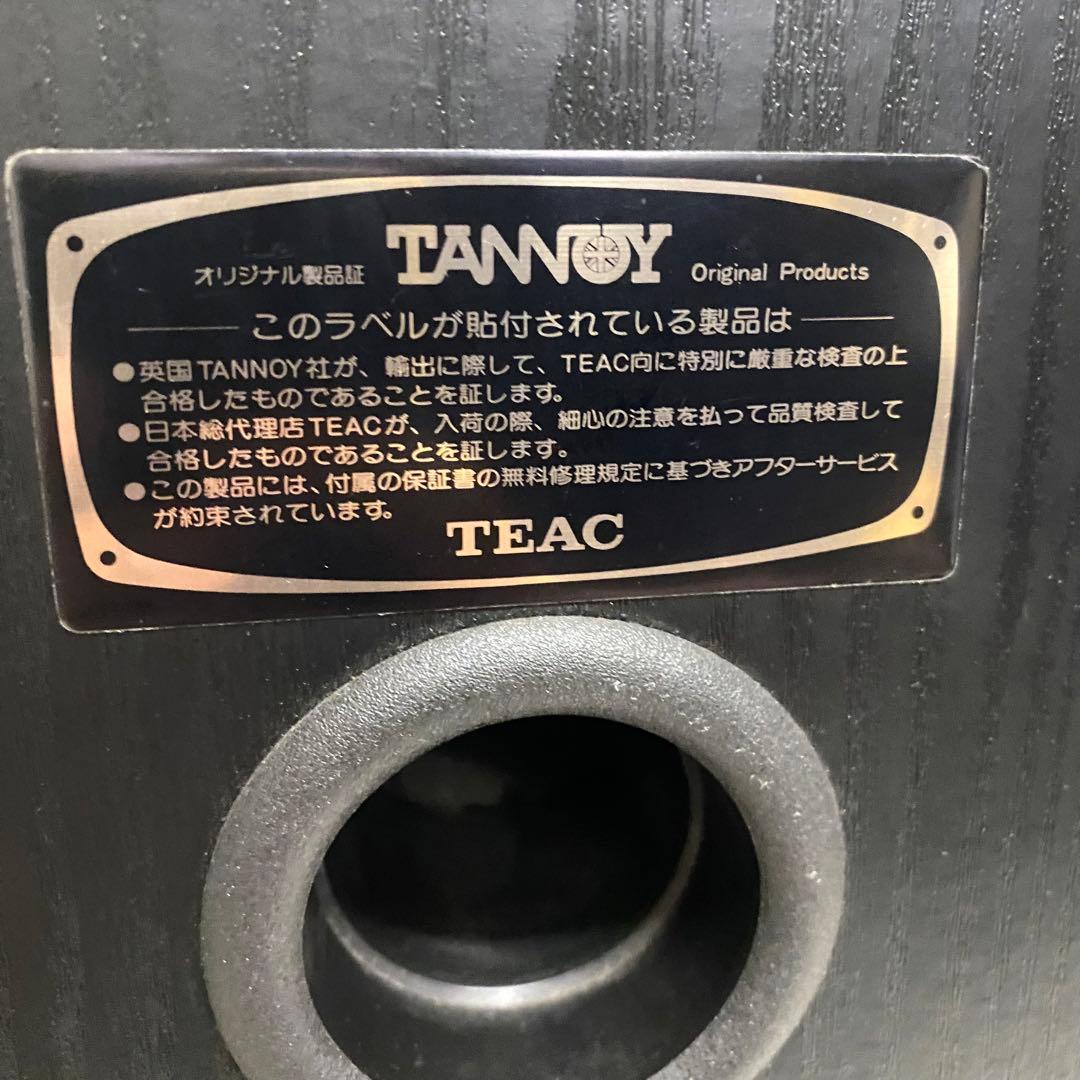 オリジナル製品証 TANNOY Original Products
このラベルが貼付されている製品は
●英国TANNOY社が、輸出に際して、TEAC向に特別に厳重な検査の上
合格したものであることを証します。
●日本総代理店TEACが、入荷の際、細心の注意を払って品質検査して
合格したものであることを証します。
●この製品には、付属の保証書の無料修理規定に基づきアフターサービス
が約束されています。
TEAC